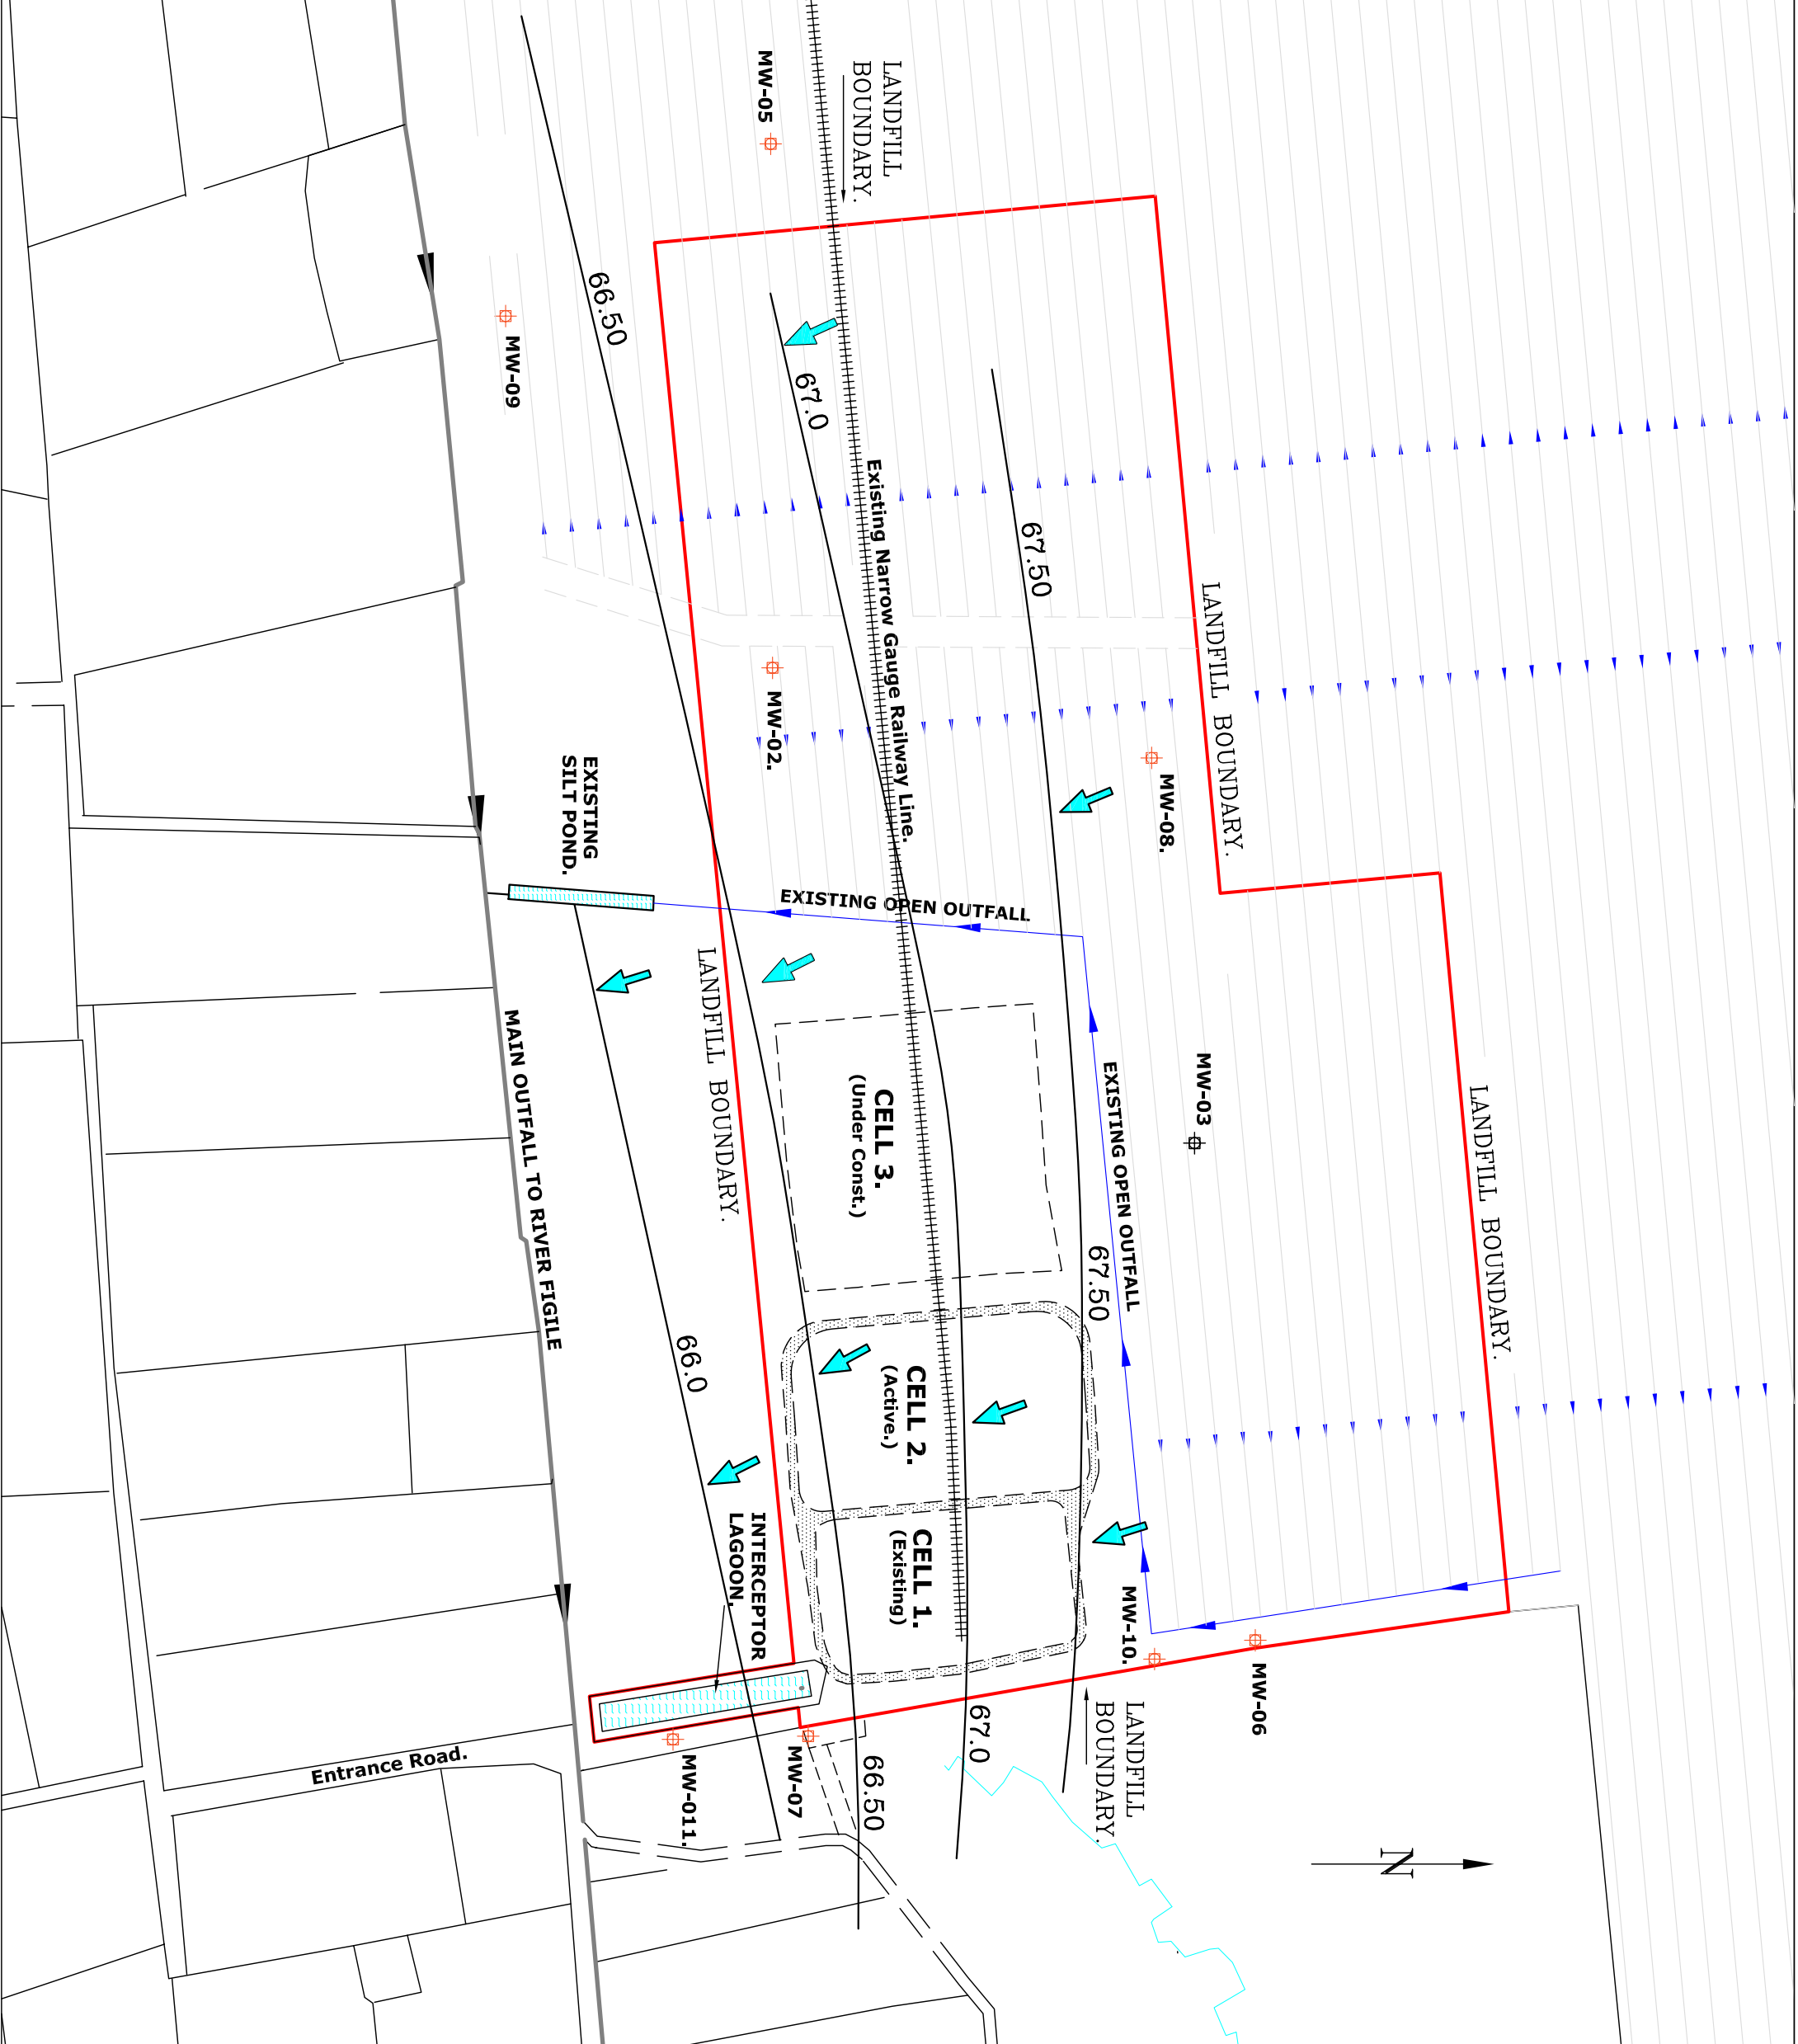 LANDFILL
BOUNDARY.
MW-05
MW-09
66.50
67.0
67.50
Existing Narrow Gauge Railway Line.
LANDFILL BOUNDARY.
MW-02.
MW-08.
EXISTING
SILT POND.
EXISTING OPEN OUTFALL
LANDFILL BOUNDARY.
MAIN OUTFALL TO RIVER FIGILE
CELL 3.
(Under Const.)
MW-03
EXISTING OPEN OUTFALL
LANDFILL BOUNDARY.
67.50
66.0
CELL 2.
(Active.)
CELL 1.
(Existing)
INTERCEPTOR
LAGOON.
MW-10.
MW-06
LANDFILL
BOUNDARY.
67.0
66.50
MW-07
MW-011.
Entrance Road.
N